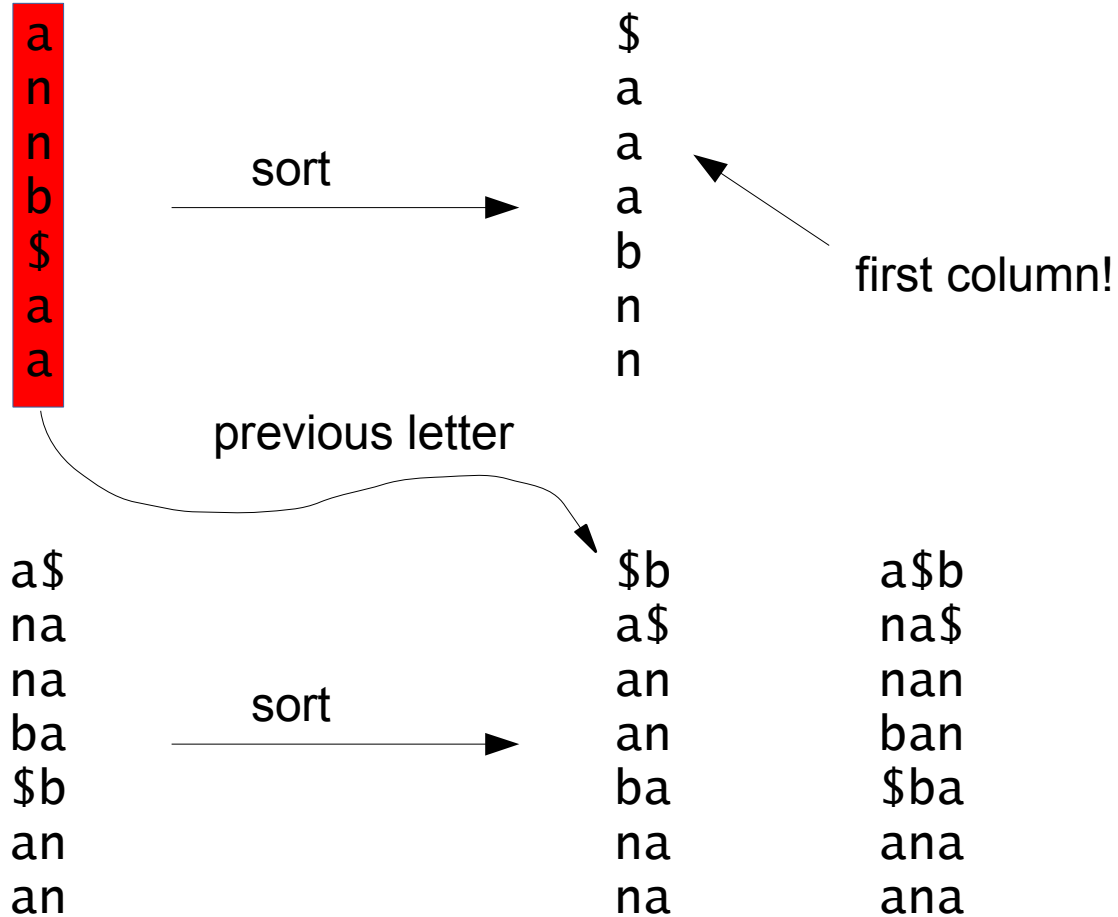 a $
n a
n sort a
b a
$ b first column!
a n
a n
previous letter
a$ $b a$b
na a$ na$
na sort an nan
ba an ban
$b ba $ba
an na ana
an na ana